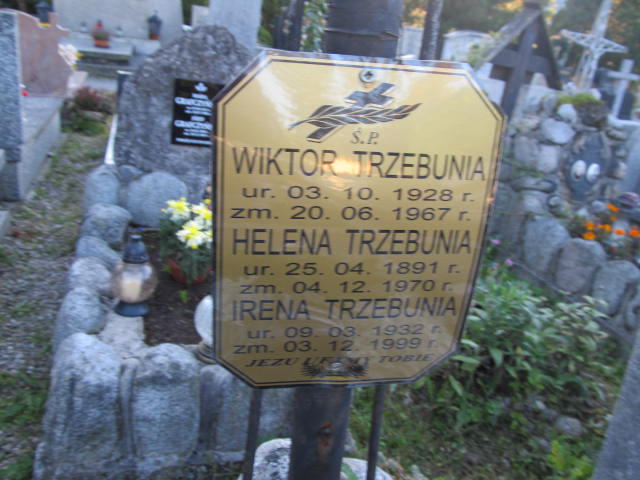 Ś.P.
WIKTOR TRZEBUNIA
ur. 03. 10. 1928 r.
zm. 20. 06. 1967 r.
HELENA TRZEBUNIA
ur. 25. 04. 1891 r.
zm. 04. 12. 1970 r.
IRENA TRZEBUNIA
ur. 09. 03. 1932 r.
zm. 03. 12. 1999 r.
JEZU UFAMY TOBIE